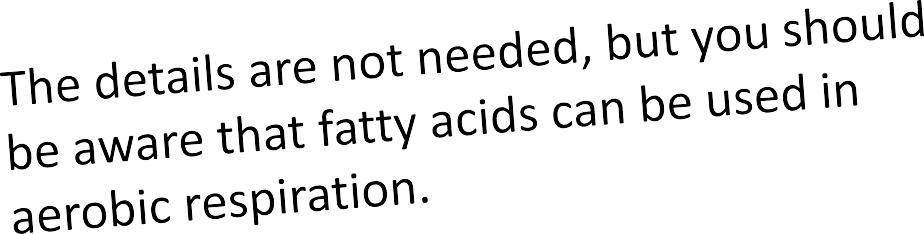 The details are not needed, but you should
be aware that fatty acids can be used in
aerobic respiration.